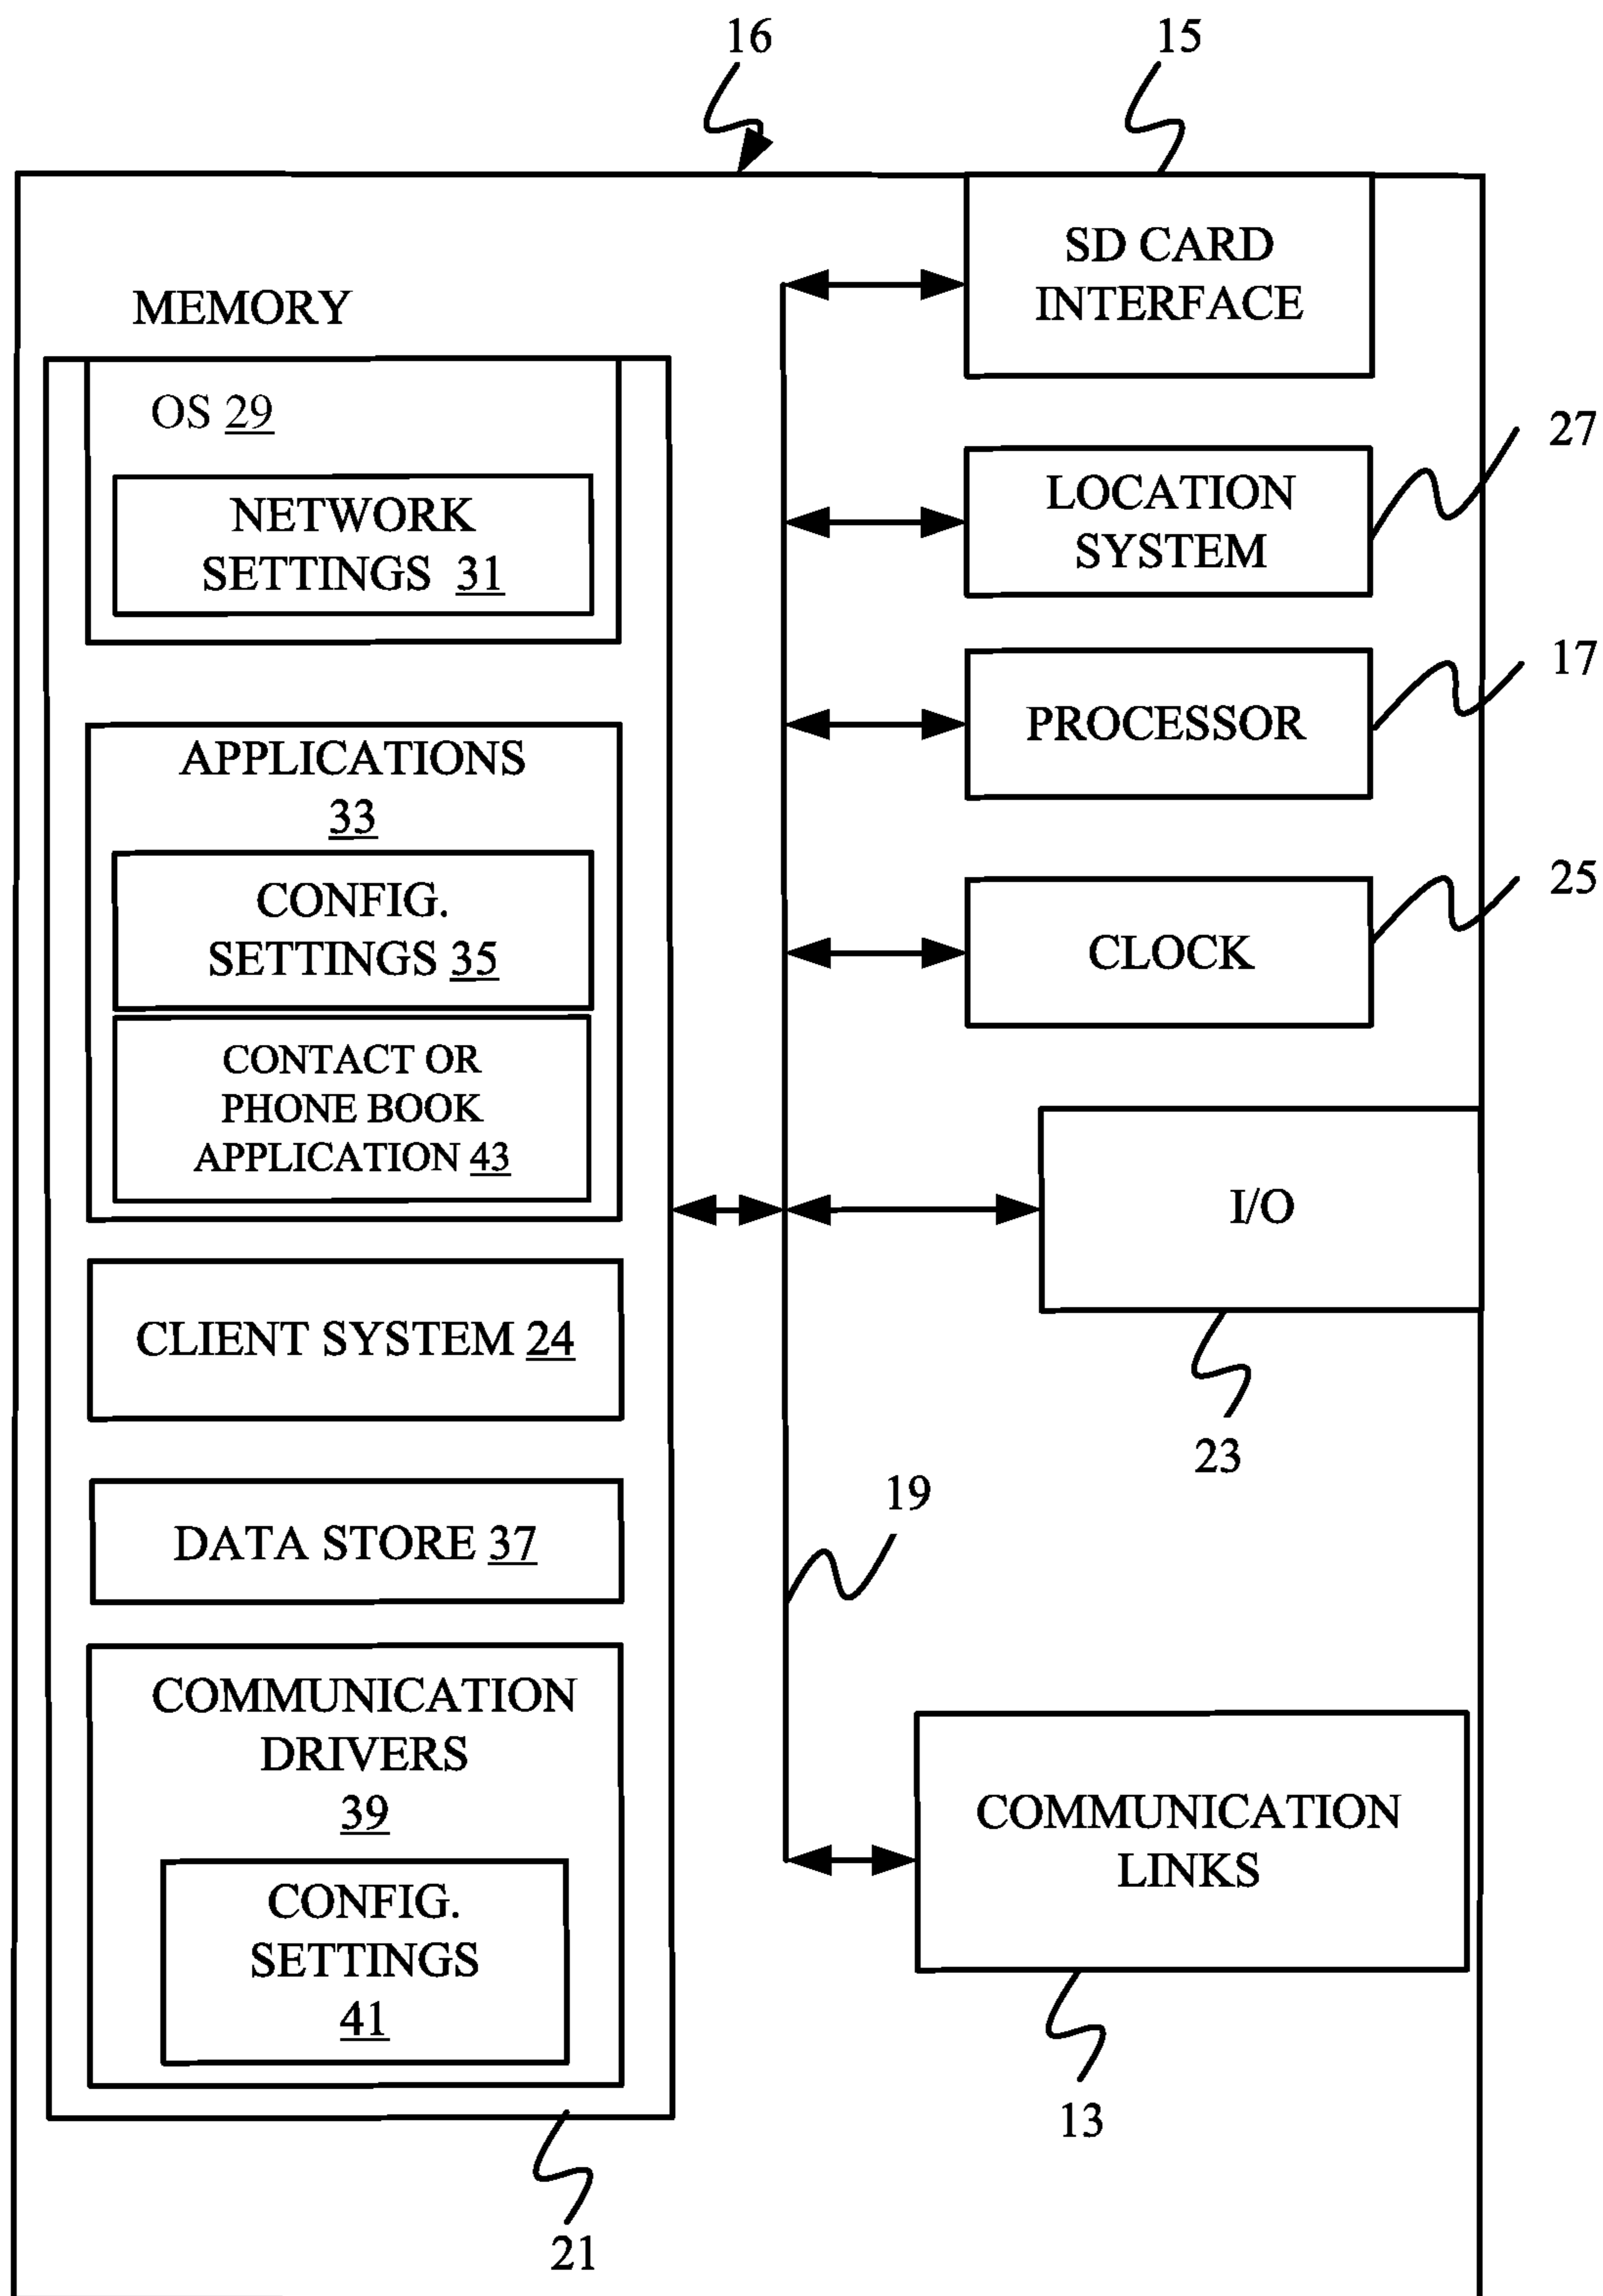 16
15
SD CARD
INTERFACE
MEMORY
OS 29
NETWORK
SETTINGS 31
27
LOCATION
SYSTEM
17
PROCESSOR
APPLICATIONS
33
CONFIG.
SETTINGS 35
25
CLOCK
CONTACT OR
PHONE BOOK
APPLICATION 43
I/O
CLIENT SYSTEM 24
23
19
DATA STORE 37
COMMUNICATION
DRIVERS
39
CONFIG.
SETTINGS
41
COMMUNICATION
LINKS
13
21